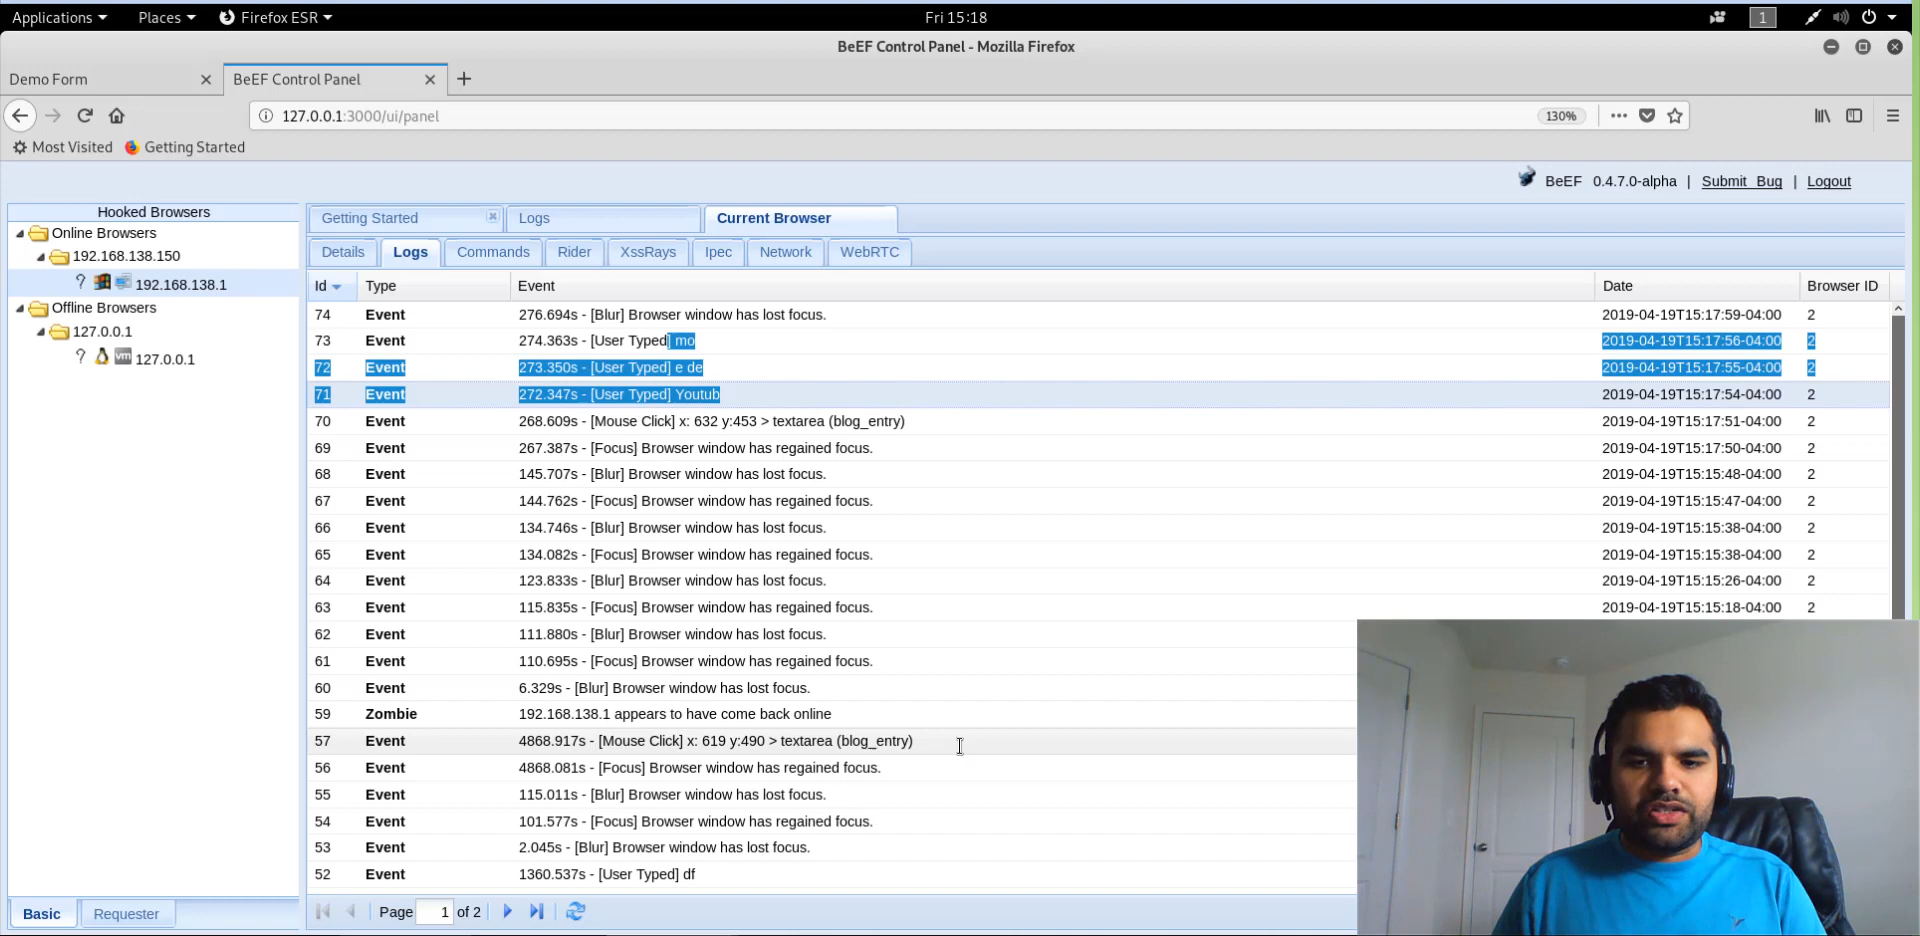 Applications Places Firefox ESR Fri 15:18 1
BeEF Control Panel - Mozilla Firefox
Demo Form BeEF Control Panel
127.0.0.1:3000/ui/panel 130%
Most Visited Getting Started
BeEF 0.4.7.0-alpha | Submit Bug | Logout
Hooked Browsers
Online Browsers
192.168.138.150
? 192.168.138.1
Offline Browsers
127.0.0.1
? vm 127.0.0.1
Basic Requester
Getting Started Logs Current Browser
Details Logs Commands Rider XssRays Ipec Network WebRTC
Id Type Event Date Browser ID
74 Event 276.694s - [Blur] Browser window has lost focus. 2019-04-19T15:17:59-04:00 2
73 Event 274.363s - [User Typed] mo 2019-04-19T15:17:56-04:00 2
72 Event 273.350s - [User Typed] e de 2019-04-19T15:17:55-04:00 2
71 Event 272.347s - [User Typed] Youtub 2019-04-19T15:17:54-04:00 2
70 Event 268.609s - [Mouse Click] x: 632 y:453 > textarea (blog_entry) 2019-04-19T15:17:51-04:00 2
69 Event 267.387s - [Focus] Browser window has regained focus. 2019-04-19T15:17:50-04:00 2
68 Event 145.707s - [Blur] Browser window has lost focus. 2019-04-19T15:15:48-04:00 2
67 Event 144.762s - [Focus] Browser window has regained focus. 2019-04-19T15:15:47-04:00 2
66 Event 134.746s - [Blur] Browser window has lost focus. 2019-04-19T15:15:38-04:00 2
65 Event 134.082s - [Focus] Browser window has regained focus. 2019-04-19T15:15:38-04:00 2
64 Event 123.833s - [Blur] Browser window has lost focus. 2019-04-19T15:15:26-04:00 2
63 Event 115.835s - [Focus] Browser window has regained focus. 2019-04-19T15:15:18-04:00 2
62 Event 111.880s - [Blur] Browser window has lost focus.
61 Event 110.695s - [Focus] Browser window has regained focus.
60 Event 6.329s - [Blur] Browser window has lost focus.
59 Zombie 192.168.138.1 appears to have come back online
57 Event 4868.917s - [Mouse Click] x: 619 y:490 > textarea (blog_entry)
56 Event 4868.081s - [Focus] Browser window has regained focus.
55 Event 115.011s - [Blur] Browser window has lost focus.
54 Event 101.577s - [Focus] Browser window has regained focus.
53 Event 2.045s - [Blur] Browser window has lost focus.
52 Event 1360.537s - [User Typed] df
Page 1 of 2